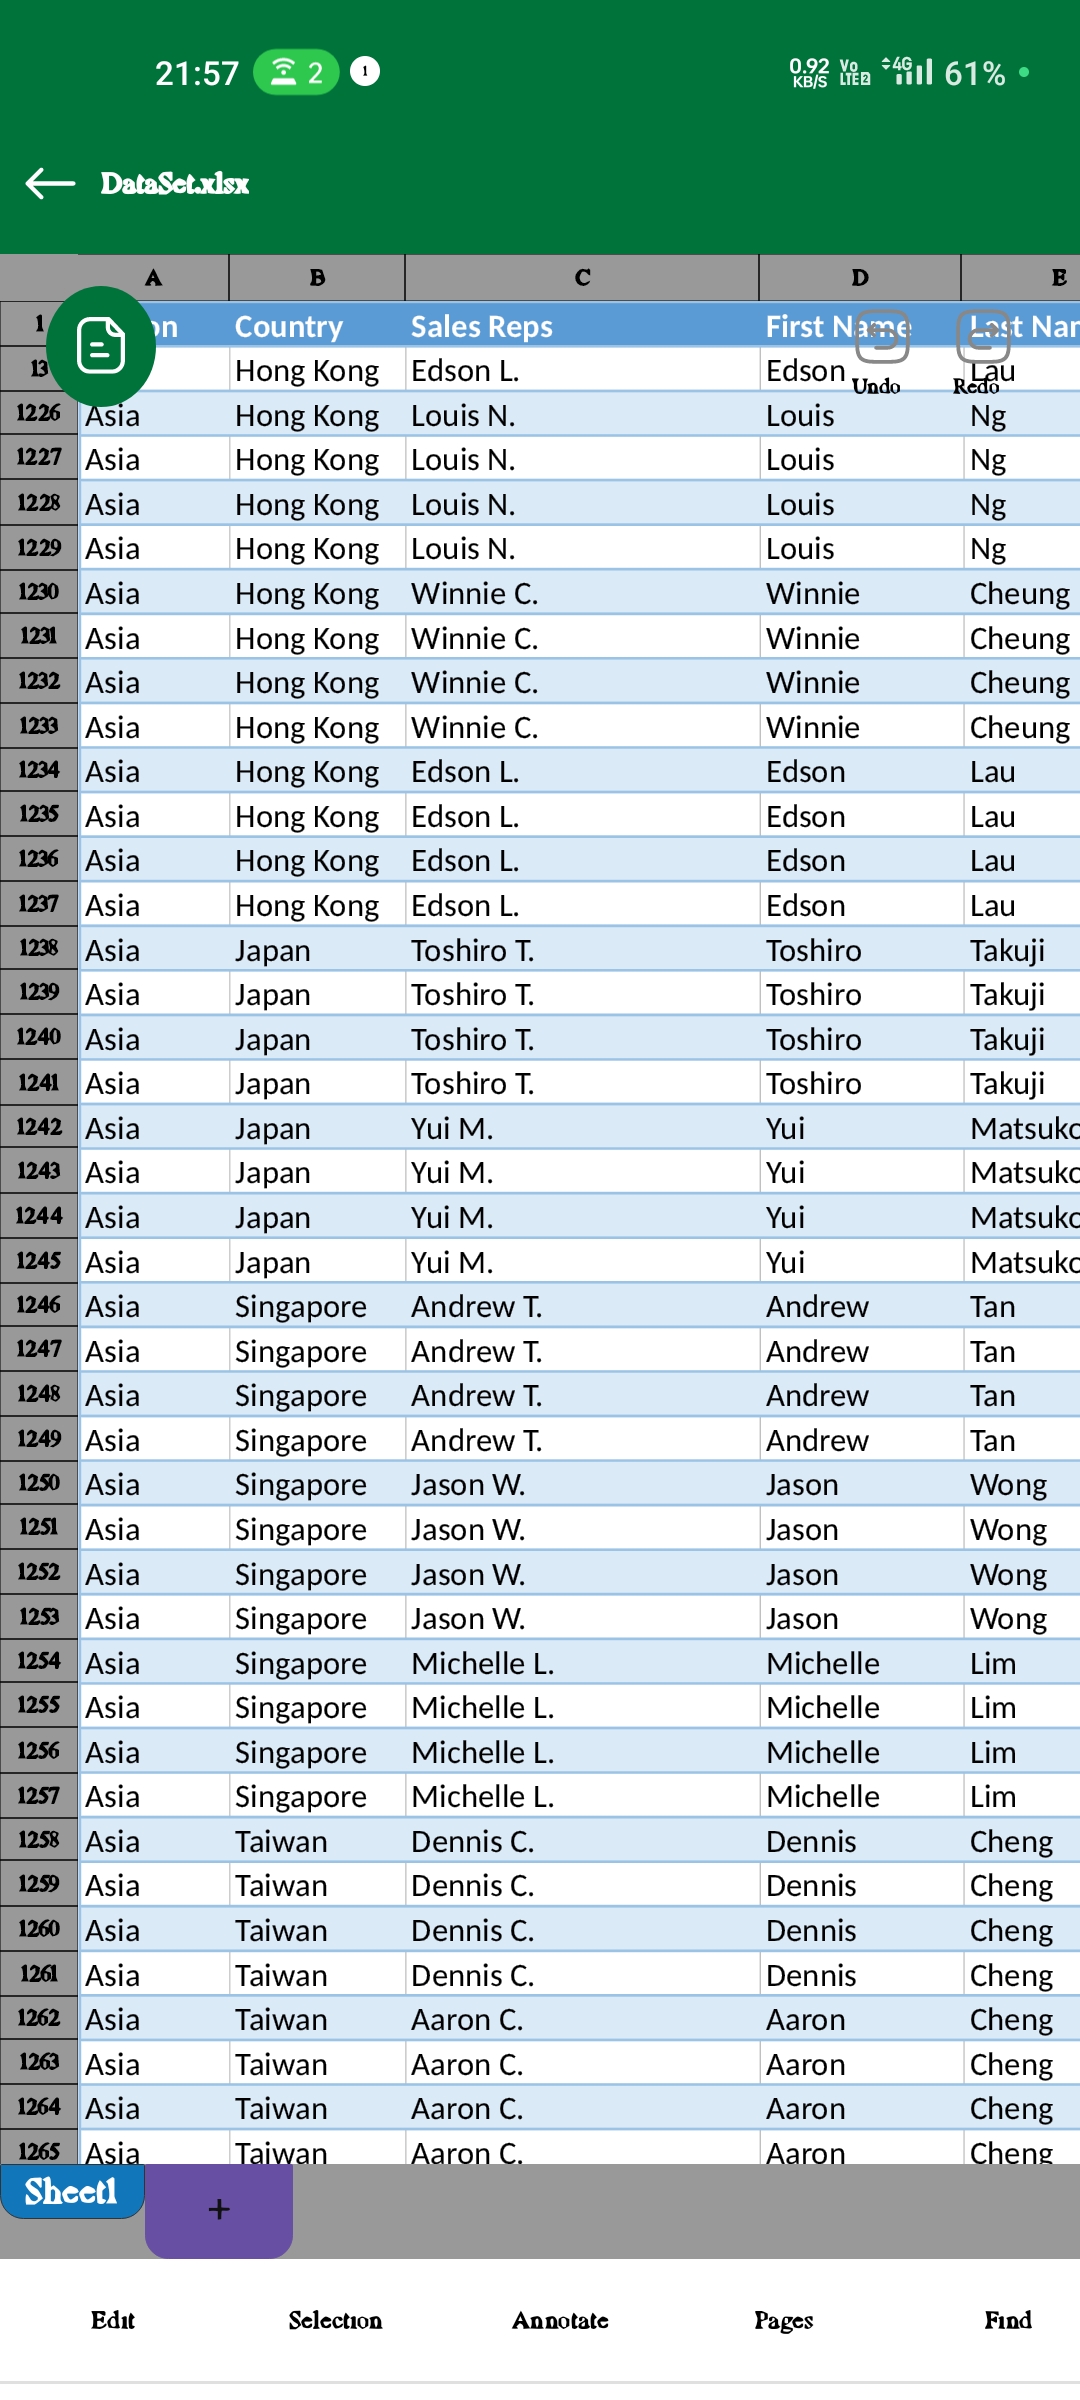 21:57 2 1 0.92 KB/S Vo LTE2 4G 61%
DataSet.xlsx
A B C D E
1 on Country Sales Reps First Name Last Nar
13 Hong Kong Edson L. Edson Lau
Undo Redo
1226 Asia Hong Kong Louis N. Louis Ng
1227 Asia Hong Kong Louis N. Louis Ng
1228 Asia Hong Kong Louis N. Louis Ng
1229 Asia Hong Kong Louis N. Louis Ng
1230 Asia Hong Kong Winnie C. Winnie Cheung
1231 Asia Hong Kong Winnie C. Winnie Cheung
1232 Asia Hong Kong Winnie C. Winnie Cheung
1233 Asia Hong Kong Winnie C. Winnie Cheung
1234 Asia Hong Kong Edson L. Edson Lau
1235 Asia Hong Kong Edson L. Edson Lau
1236 Asia Hong Kong Edson L. Edson Lau
1237 Asia Hong Kong Edson L. Edson Lau
1238 Asia Japan Toshiro T. Toshiro Takuji
1239 Asia Japan Toshiro T. Toshiro Takuji
1240 Asia Japan Toshiro T. Toshiro Takuji
1241 Asia Japan Toshiro T. Toshiro Takuji
1242 Asia Japan Yui M. Yui Matsuko
1243 Asia Japan Yui M. Yui Matsuko
1244 Asia Japan Yui M. Yui Matsuko
1245 Asia Japan Yui M. Yui Matsuko
1246 Asia Singapore Andrew T. Andrew Tan
1247 Asia Singapore Andrew T. Andrew Tan
1248 Asia Singapore Andrew T. Andrew Tan
1249 Asia Singapore Andrew T. Andrew Tan
1250 Asia Singapore Jason W. Jason Wong
1251 Asia Singapore Jason W. Jason Wong
1252 Asia Singapore Jason W. Jason Wong
1253 Asia Singapore Jason W. Jason Wong
1254 Asia Singapore Michelle L. Michelle Lim
1255 Asia Singapore Michelle L. Michelle Lim
1256 Asia Singapore Michelle L. Michelle Lim
1257 Asia Singapore Michelle L. Michelle Lim
1258 Asia Taiwan Dennis C. Dennis Cheng
1259 Asia Taiwan Dennis C. Dennis Cheng
1260 Asia Taiwan Dennis C. Dennis Cheng
1261 Asia Taiwan Dennis C. Dennis Cheng
1262 Asia Taiwan Aaron C. Aaron Cheng
1263 Asia Taiwan Aaron C. Aaron Cheng
1264 Asia Taiwan Aaron C. Aaron Cheng
1265 Asia Taiwan Aaron C. Aaron Cheng
Sheet1 +
Edit Selection Annotate Pages Find